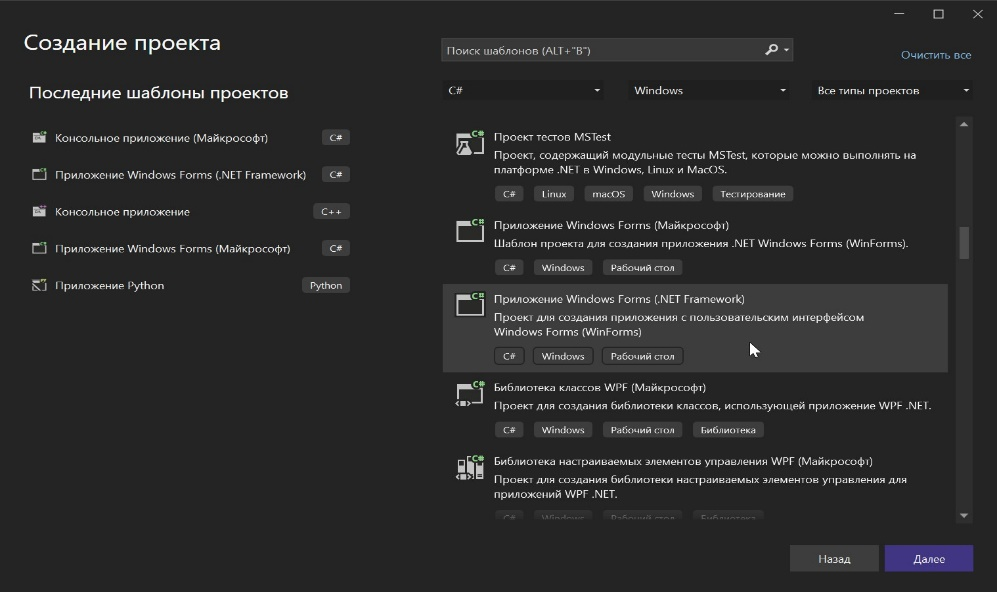 Создание проекта
Поиск шаблонов (ALT+"B")
Очистить все
Последние шаблоны проектов
C#
Windows
Все типы проектов
Консольное приложение (Майкрософт)
C#
Приложение Windows Forms (.NET Framework)
C#
Консольное приложение
C++
Приложение Windows Forms (Майкрософт)
C#
Приложение Python
Python
Проект тестов MSTest
Проект, содержащий модульные тесты MSTest, которые можно выполнять на
платформе .NET в Windows, Linux и MacOS.
C# Linux macOS Windows Тестирование
Приложение Windows Forms (Майкрософт)
Шаблон проекта для создания приложения .NET Windows Forms (WinForms).
C# Windows Рабочий стол
Приложение Windows Forms (.NET Framework)
Проект для создания приложения с пользовательским интерфейсом
Windows Forms (WinForms)
C# Windows Рабочий стол
Библиотека классов WPF (Майкрософт)
Проект для создания библиотеки классов, использующей приложение WPF .NET.
C# Windows Рабочий стол Библиотека
Библиотека настраиваемых элементов управления WPF (Майкрософт)
Проект для создания библиотеки настраиваемых элементов управления для
приложений WPF .NET.
C# Windows Рабочий стол Библиотека
Назад
Далее